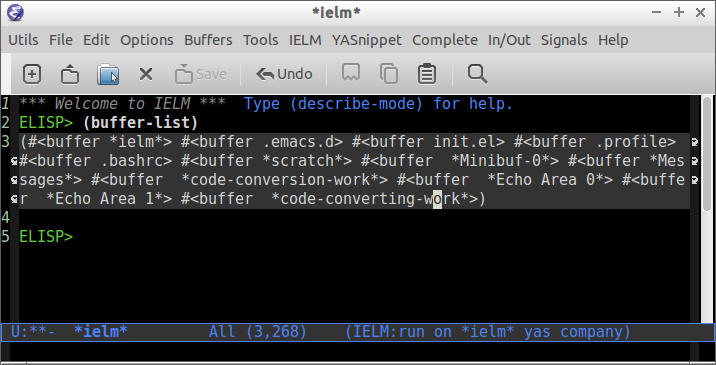 *ielm*
Utils File Edit Options Buffers Tools IELM YASnippet Complete In/Out Signals Help
Save Undo
1 *** Welcome to IELM ***  Type (describe-mode) for help.
2 ELISP> (buffer-list)
3 (#<buffer *ielm*> #<buffer .emacs.d> #<buffer init.el> #<buffer .profile>
#<buffer .bashrc> #<buffer *scratch*> #<buffer  *Minibuf-0*> #<buffer *Mes
sages*> #<buffer  *code-conversion-work*> #<buffer  *Echo Area 0*> #<buffe
r  *Echo Area 1*> #<buffer  *code-converting-work*>)
4
5 ELISP>
U:**-  *ielm*         All (3,268)    (IELM:run on *ielm* yas company)